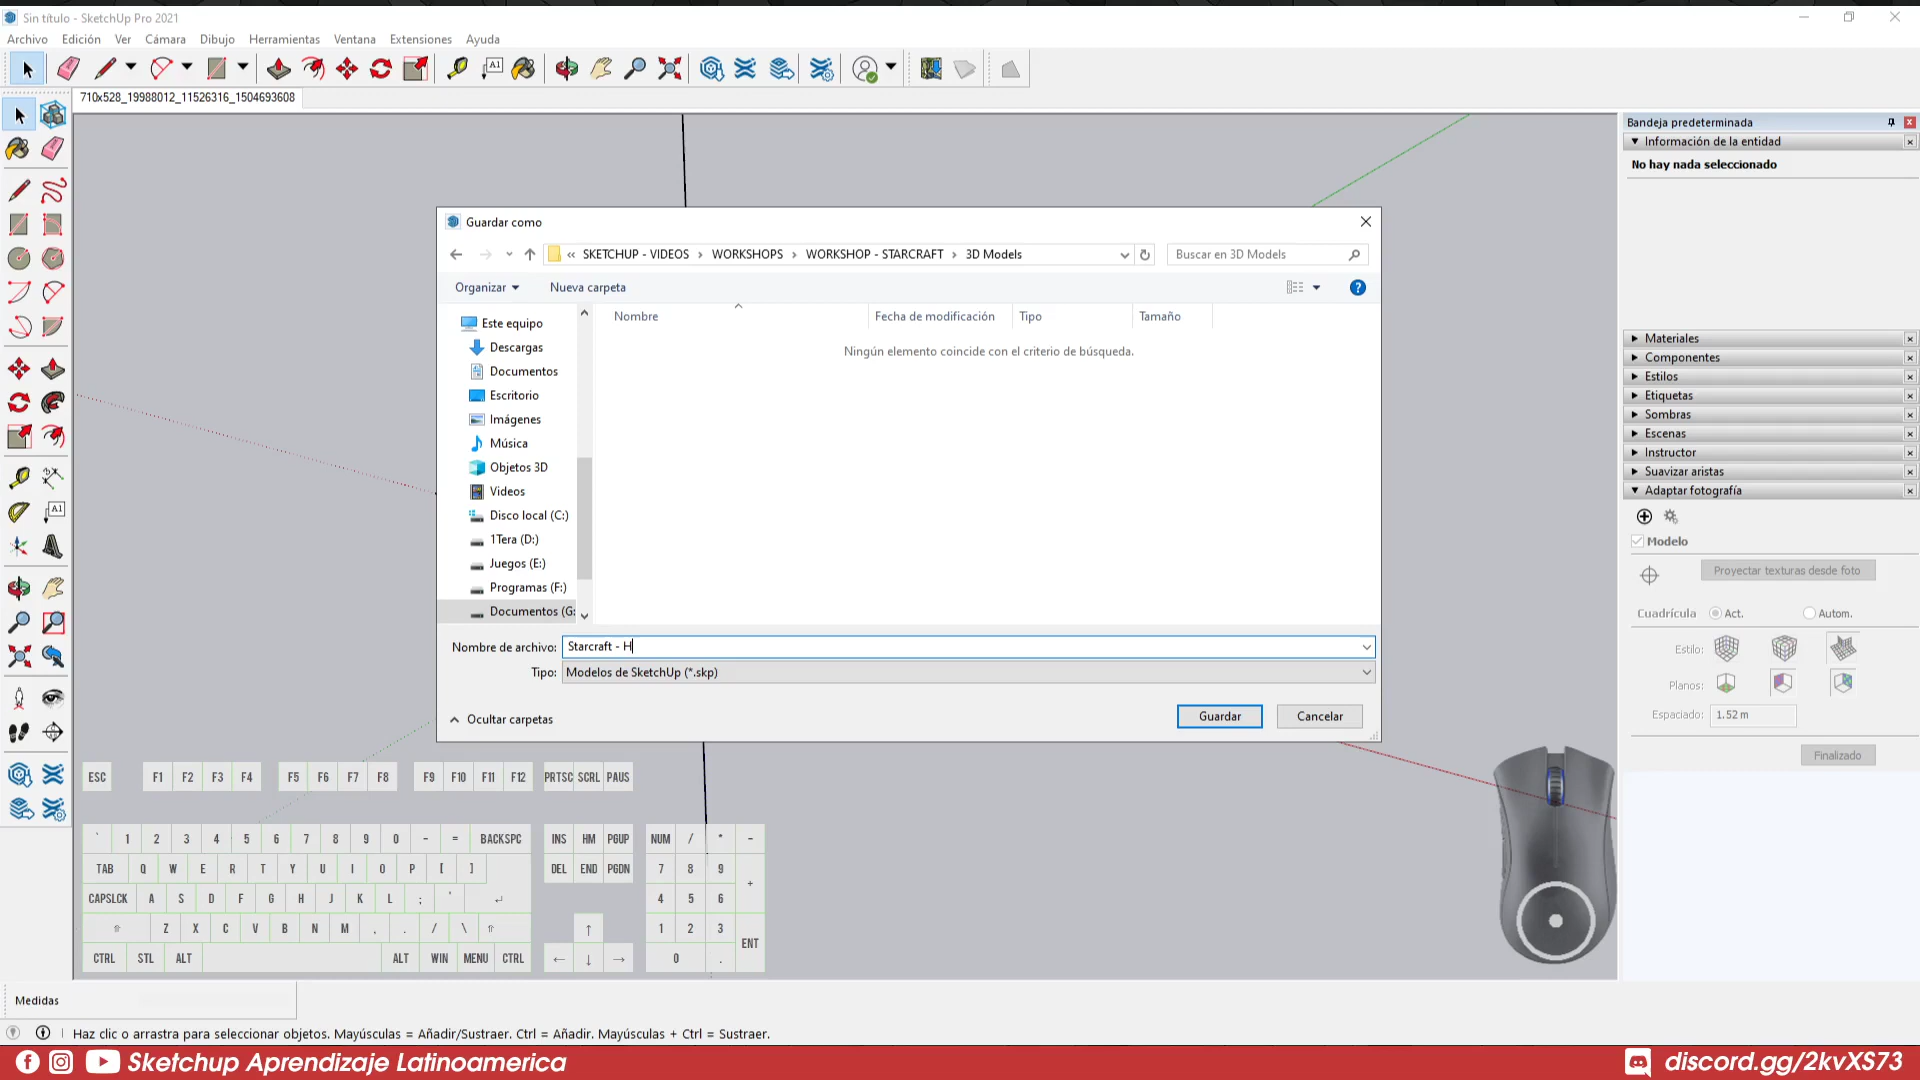 Sin título - SketchUp Pro 2021
Archivo Edición Ver Cámara Dibujo Herramientas Ventana Extensiones Ayuda
A1
710x528_19988012_11526316_1504693608
Bandeja predeterminada
Información de la entidad
No hay nada seleccionado
Guardar como
« SKETCHUP - VIDEOS › WORKSHOPS › WORKSHOP - STARCRAFT › 3D Models
Buscar en 3D Models
Organizar Nueva carpeta ?
Nombre Fecha de modificación Tipo Tamaño
Ningún elemento coincide con el criterio de búsqueda.
Este equipo
Descargas
Documentos
Escritorio
Imágenes
Música
Objetos 3D
Videos
Disco local (C:)
1Tera (D:)
Juegos (E:)
Programas (F:)
Documentos (G:
Nombre de archivo: Starcraft - H
Tipo: Modelos de SketchUp (*.skp)
Ocultar carpetas
Guardar Cancelar
Materiales
Componentes
Estilos
Etiquetas
Sombras
Escenas
Instructor
Suavizar aristas
Adaptar fotografía
Modelo
Proyectar texturas desde foto
Cuadrícula Act. Autom.
Estilo:
Planos:
Espaciado: 1.52 m
Finalizado
A1
ESC F1 F2 F3 F4 F5 F6 F7 F8 F9 F10 F11 F12 PRTSC SCRL PAUS
` 1 2 3 4 5 6 7 8 9 0 - = BACKSPC INS HM PGUP NUM / * -
TAB Q W E R T Y U I O P [ ] DEL END PGDN 7 8 9 +
CAPSLCK A S D F G H J K L ; ' ↵ 4 5 6
⇧ Z X C V B N M , . / \ ⇧ ↑ 1 2 3 ENT
CTRL STL ALT ALT WIN MENU CTRL ← ↓ → 0 .
Medidas
Haz clic o arrastra para seleccionar objetos. Mayúsculas = Añadir/Sustraer. Ctrl = Añadir. Mayúsculas + Ctrl = Sustraer.
Sketchup Aprendizaje Latinoamerica
discord.gg/2kvXS73